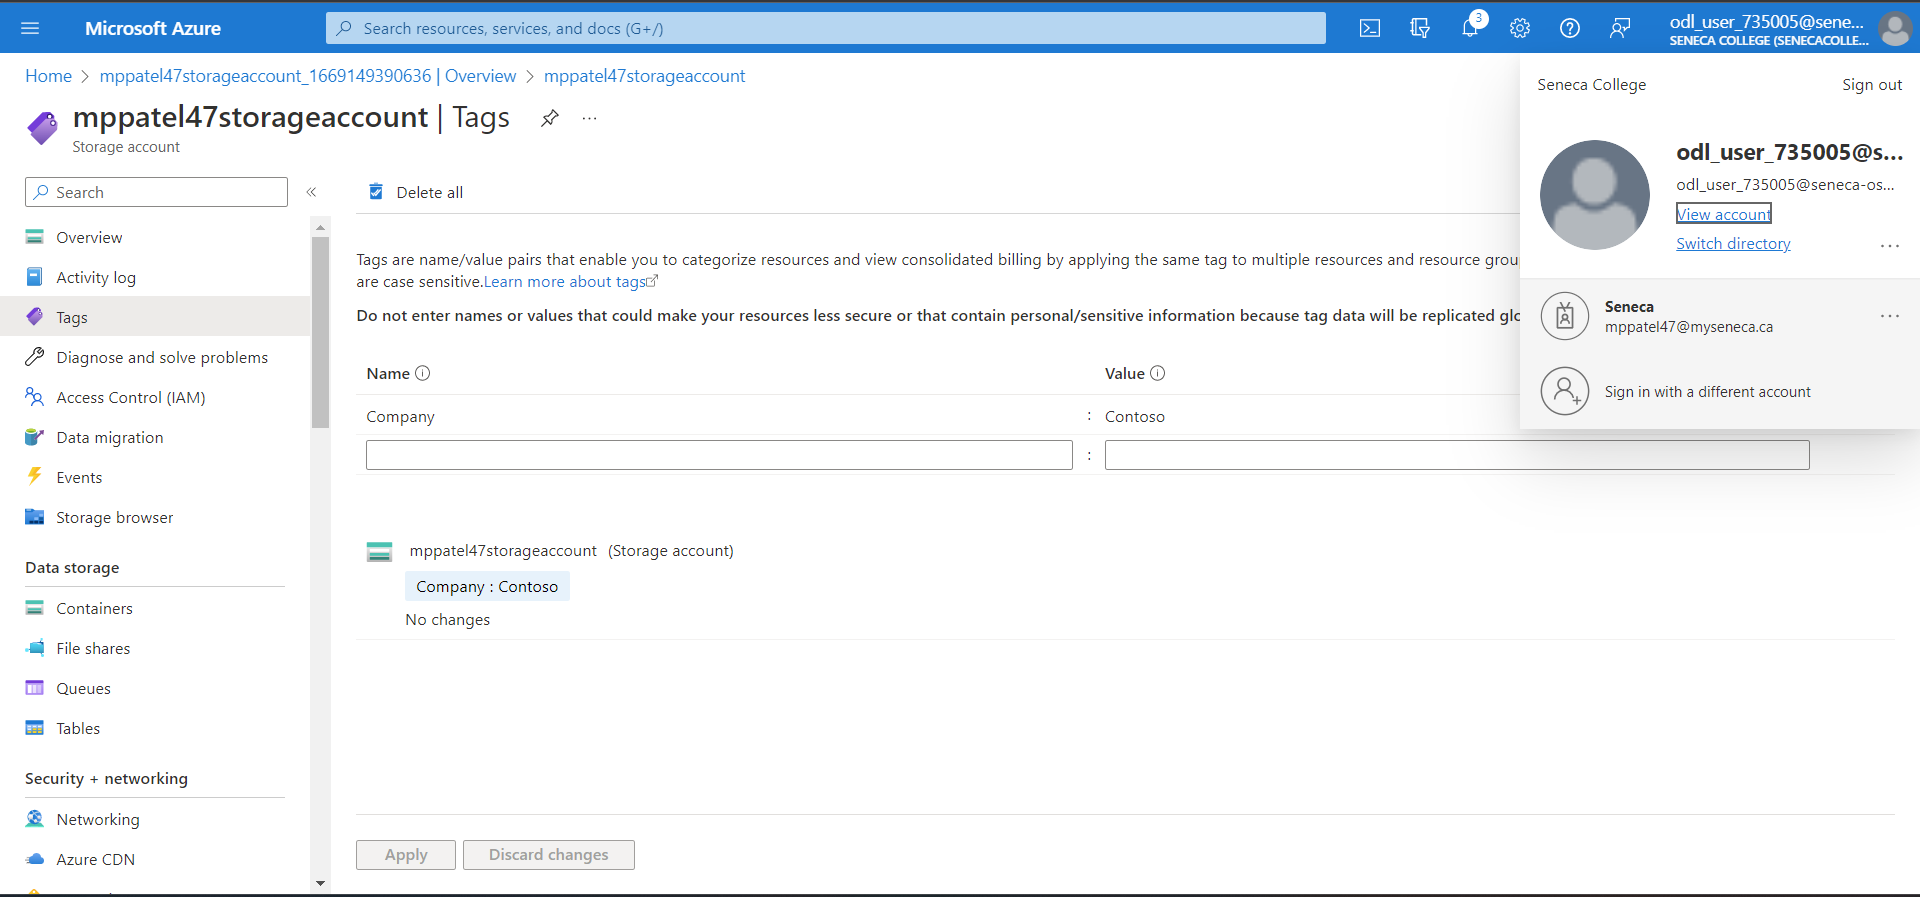 Microsoft Azure
Search resources, services, and docs (G+/)
3
odl_user_735005@sene...
SENECA COLLEGE (SENECACOLLE...
Home > mppatel47storageaccount_1669149390636 | Overview > mppatel47storageaccount
mppatel47storageaccount | Tags ...
Storage account
Search
«
Overview
Activity log
Tags
Diagnose and solve problems
Access Control (IAM)
Data migration
Events
Storage browser
Data storage
Containers
File shares
Queues
Tables
Security + networking
Networking
Azure CDN
Delete all
Tags are name/value pairs that enable you to categorize resources and view consolidated billing by applying the same tag to multiple resources and resource grou
are case sensitive.Learn more about tags
Do not enter names or values that could make your resources less secure or that contain personal/sensitive information because tag data will be replicated glo
Name
Value
Company : Contoso
:
mppatel47storageaccount (Storage account)
Company : Contoso
No changes
Apply
Discard changes
Seneca College
Sign out
odl_user_735005@s...
odl_user_735005@seneca-os...
View account
Switch directory
...
Seneca
mppatel47@myseneca.ca
...
Sign in with a different account